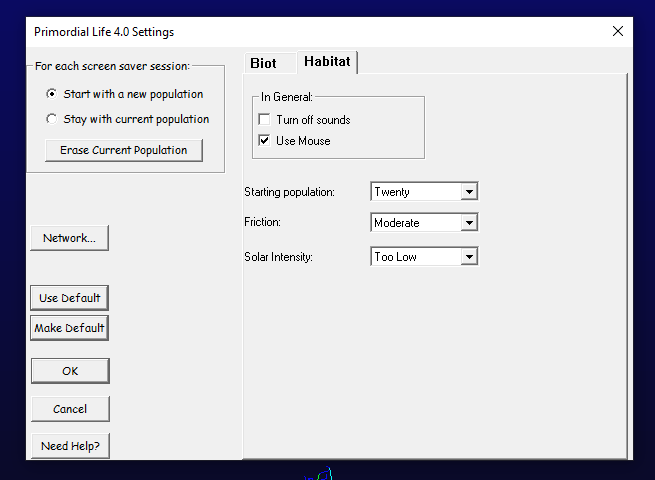 Primordial Life 4.0 Settings
For each screen saver session:
Start with a new population
Stay with current population
Erase Current Population
Network...
Use Default
Make Default
OK
Cancel
Need Help?
Biot
Habitat
In General:
Turn off sounds
Use Mouse
Starting population:
Twenty
Friction:
Moderate
Solar Intensity:
Too Low